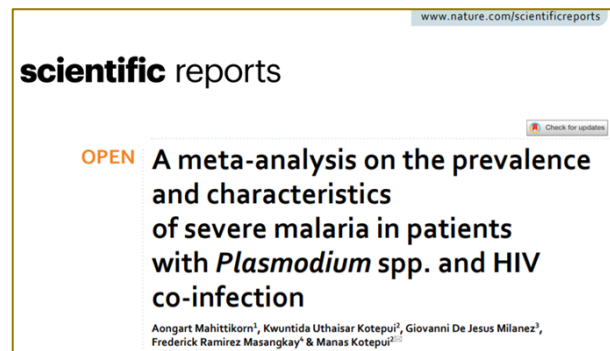 www.nature.com/scientificreports
scientific reports
Check for updates
OPEN
A meta-analysis on the prevalence
and characteristics
of severe malaria in patients
with Plasmodium spp. and HIV
co-infection
Aongart Mahittikorn¹, Kwuntida Uthaisar Kotepui², Giovanni De Jesus Milanez³,
Frederick Ramirez Masangkay⁴ & Manas Kotepui²✉